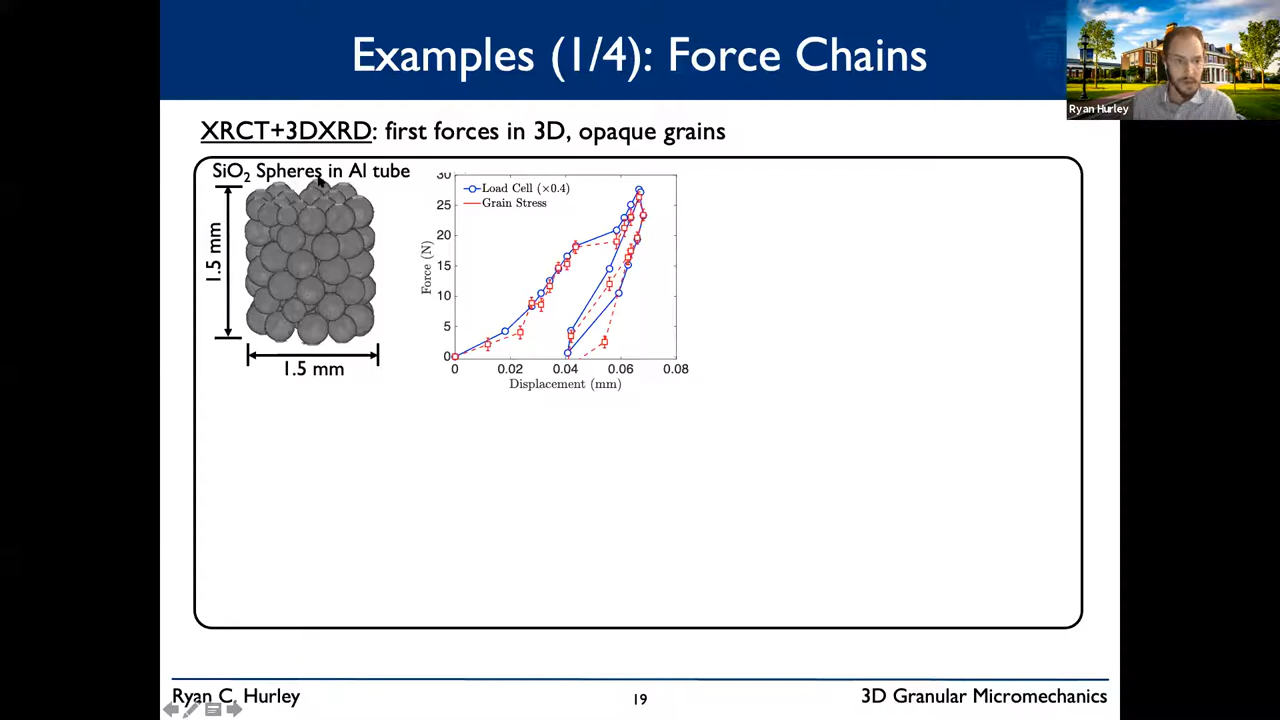 Examples (1/4): Force Chains
Ryan Hurley
XRCT+3DXRD: first forces in 3D, opaque grains
SiO₂ Spheres in Al tube
1.5 mm
1.5 mm
30
25
20
15
10
5
0
Force (N)
Load Cell (×0.4)
Grain Stress
0 0.02 0.04 0.06 0.08
Displacement (mm)
Ryan C. Hurley
19
3D Granular Micromechanics